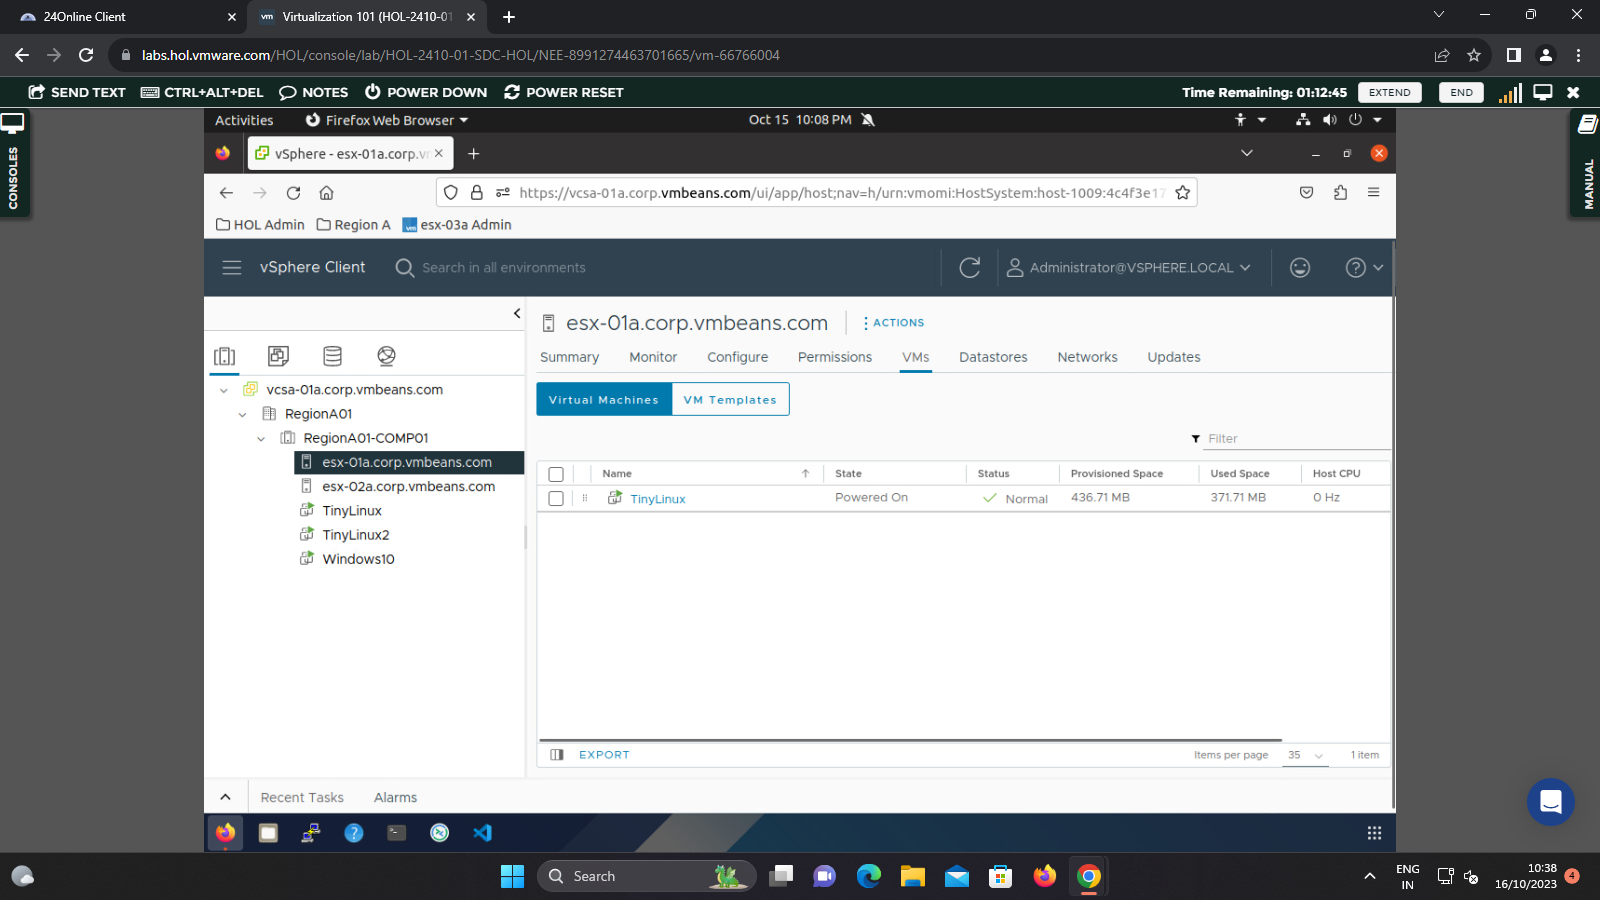 24Online Client
vm Virtualization 101 (HOL-2410-01
labs.hol.vmware.com/HOL/console/lab/HOL-2410-01-SDC-HOL/NEE-8991274463701665/vm-66766004
SEND TEXT CTRL+ALT+DEL NOTES POWER DOWN POWER RESET Time Remaining: 01:12:45 EXTEND END
CONSOLES
MANUAL
Activities Firefox Web Browser Oct 15 10:08 PM
vSphere - esx-01a.corp.v
https://vcsa-01a.corp.vmbeans.com/ui/app/host;nav=h/urn:vmomi:HostSystem:host-1009:4c4f3e17
HOL Admin Region A vm esx-03a Admin
vSphere Client Search in all environments Administrator@VSPHERE.LOCAL
esx-01a.corp.vmbeans.com ACTIONS
Summary Monitor Configure Permissions VMs Datastores Networks Updates
Virtual Machines VM Templates
vcsa-01a.corp.vmbeans.com
RegionA01
RegionA01-COMP01
esx-01a.corp.vmbeans.com
esx-02a.corp.vmbeans.com
TinyLinux
TinyLinux2
Windows10
Filter
Name State Status Provisioned Space Used Space Host CPU
TinyLinux Powered On Normal 436.71 MB 371.71 MB 0 Hz
EXPORT Items per page 35 1 item
Recent Tasks Alarms
Search
ENG
IN
10:38
16/10/2023
4